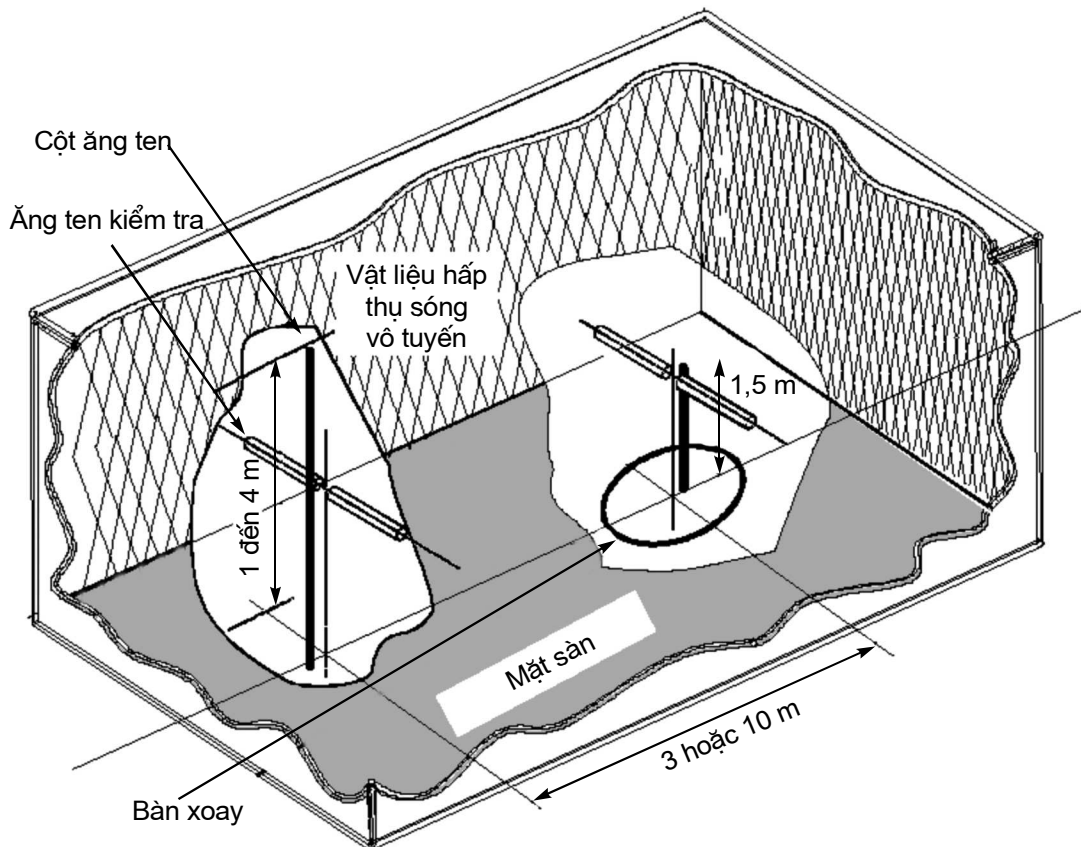 Cột ăng ten
Ăng ten kiểm tra
Vật liệu hấp
thụ sóng
vô tuyến
1,5 m
1 đến 4 m
Mặt sàn
3 hoặc 10 m
Bàn xoay